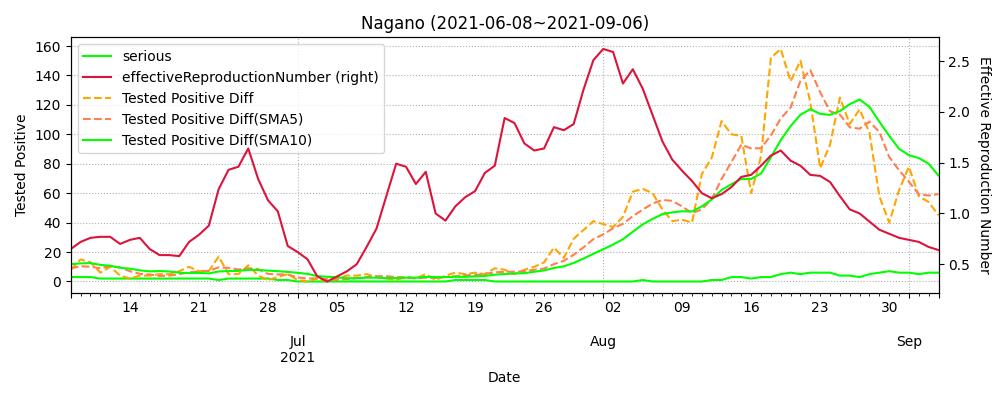 Nagano (2021-06-08~2021-09-06)
serious
effectiveReproductionNumber (right)
Tested Positive Diff
Tested Positive Diff(SMA5)
Tested Positive Diff(SMA10)
Tested Positive
160
140
120
100
80
60
40
20
0
2.5
2.0
1.5
1.0
0.5
Effective Reproduction Number
14 21 28 05 12 19 26 02 09 16 23 30
Jul Aug Sep
2021
Date